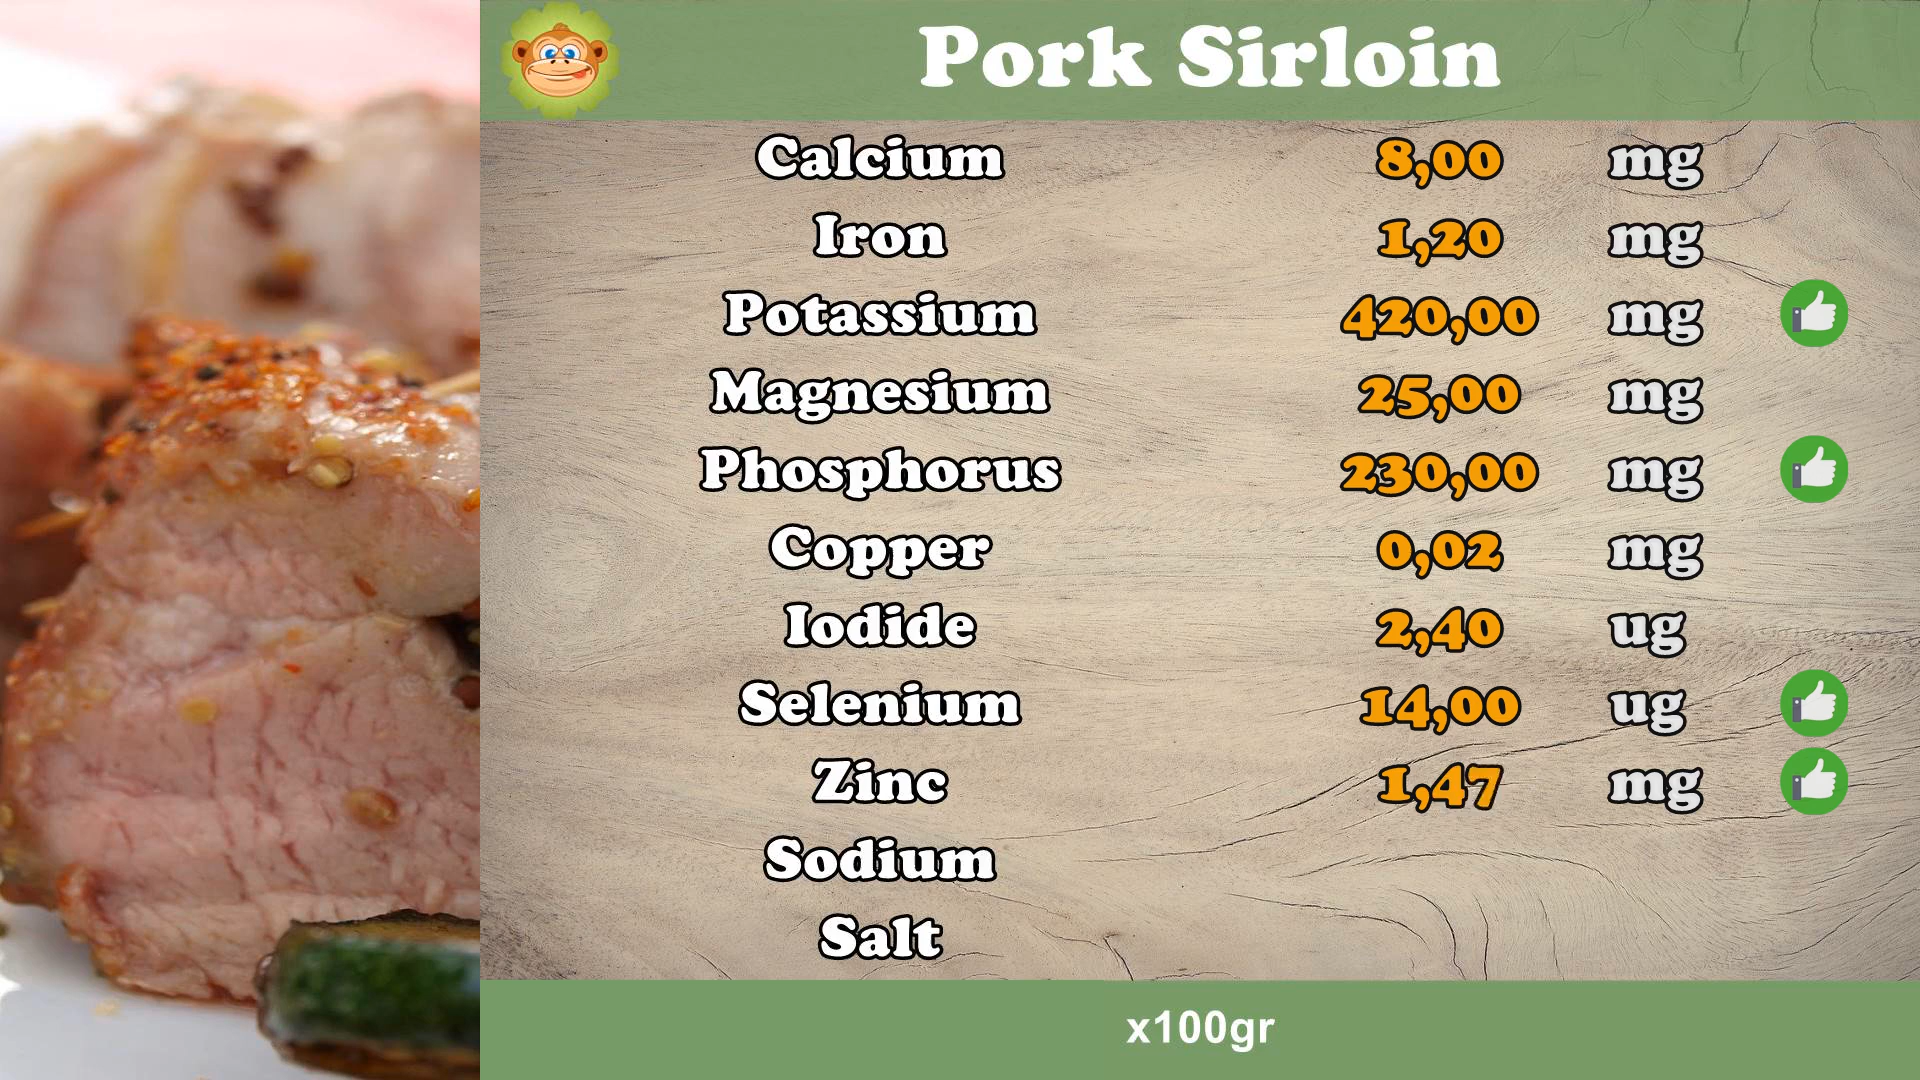 Pork Sirloin
Calcium 8,00 mg
Iron 1,20 mg
Potassium 420,00 mg
Magnesium 25,00 mg
Phosphorus 230,00 mg
Copper 0,02 mg
Iodide 2,40 ug
Selenium 14,00 ug
Zinc 1,47 mg
Sodium
Salt
x100gr